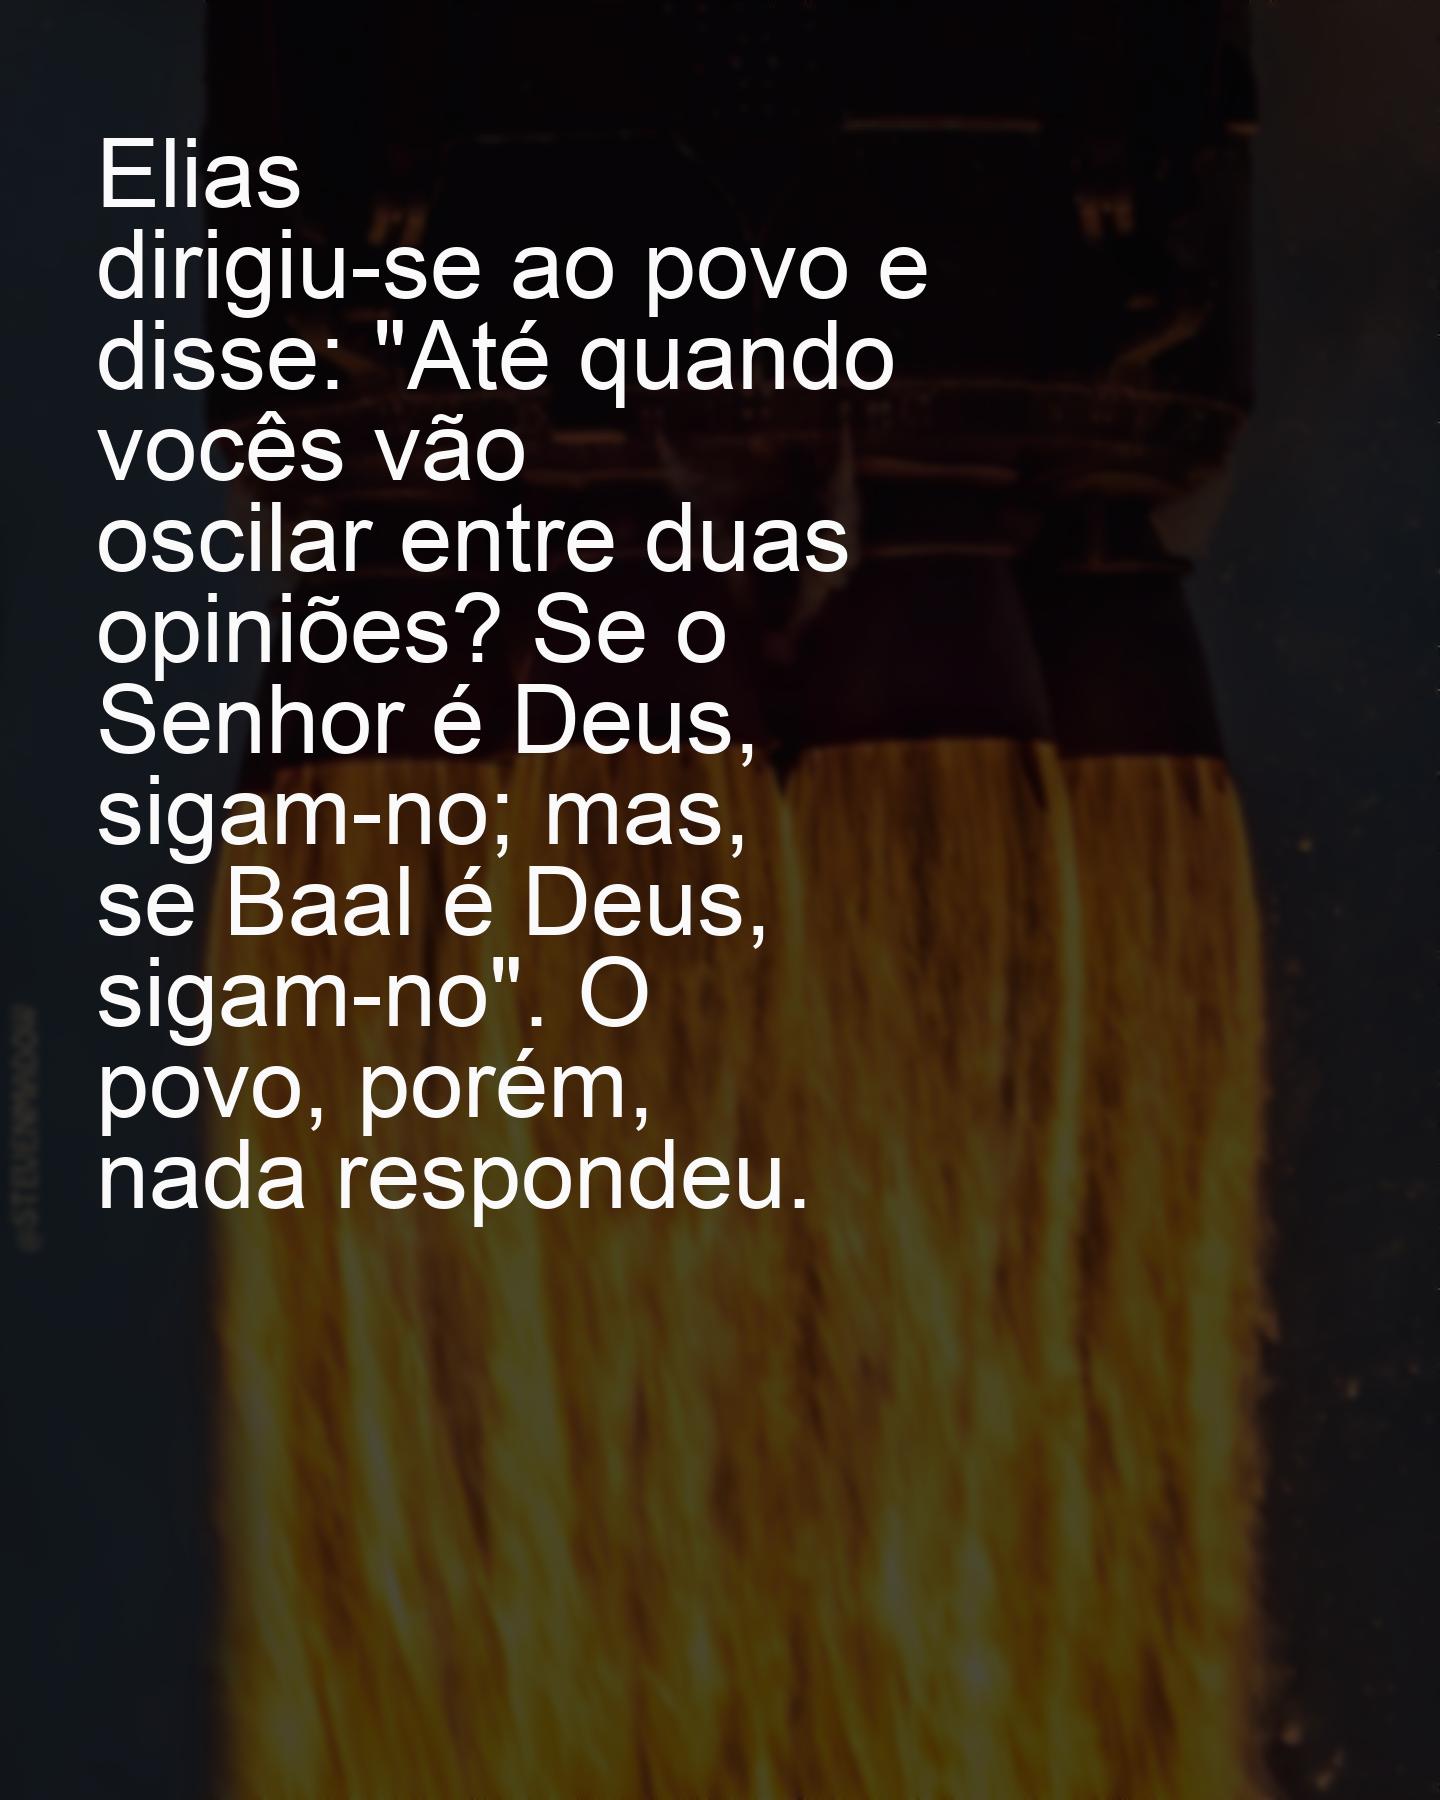 Elias
dirigiu-se ao povo e
disse: "Até quando
vocês vão
oscilar entre duas
opiniões? Se o
Senhor é Deus,
sigam-no; mas,
se Baal é Deus,
sigam-no". O
povo, porém,
nada respondeu.
@STEVENMADOW